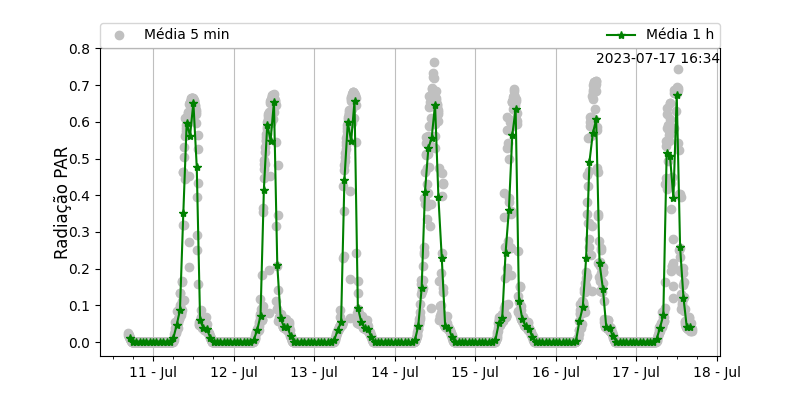 Média 5 min
Média 1 h
2023-07-17 16:34
Radiação PAR
0.8
0.7
0.6
0.5
0.4
0.3
0.2
0.1
0.0
11 - Jul
12 - Jul
13 - Jul
14 - Jul
15 - Jul
16 - Jul
17 - Jul
18 - Jul